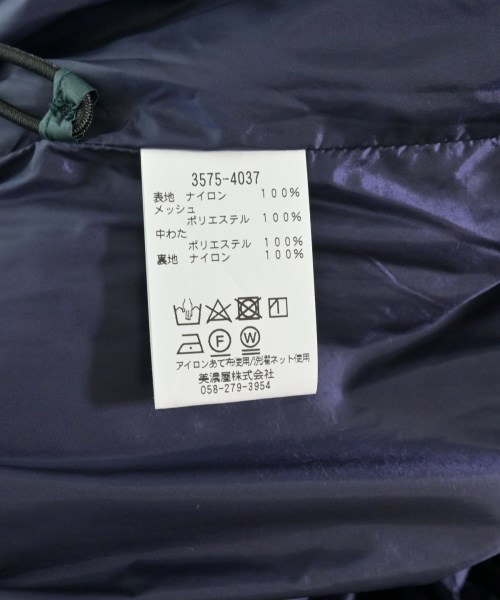 3575-4037
表地 ナイロン 100%
メッシュ
ポリエステル 100%
中わた
ポリエステル 100%
裏地 ナイロン 100%
F W
アイロンあて布使用/洗濯ネット使用
美濃屋株式会社
058-279-3954